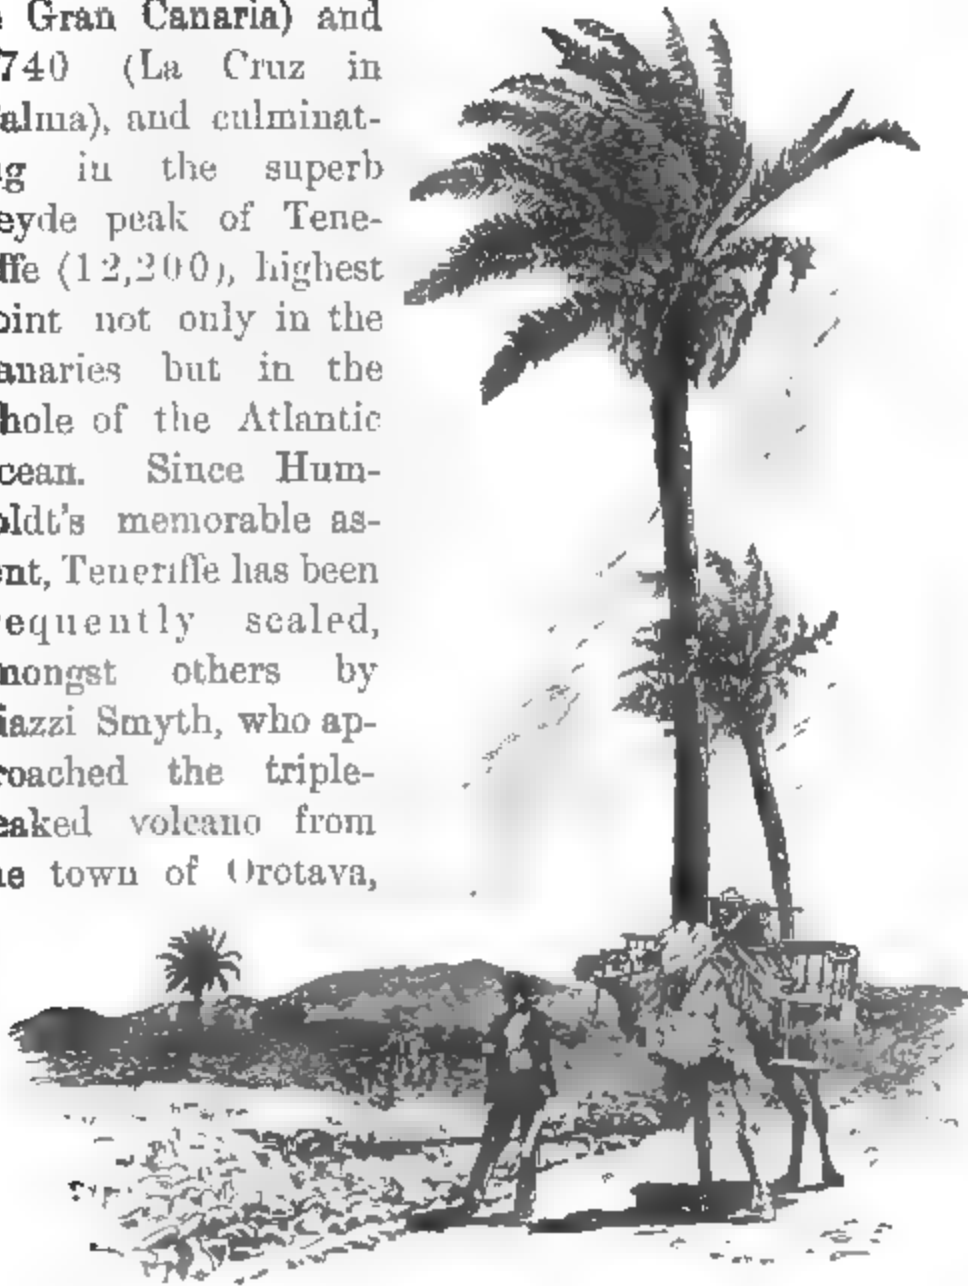 Gran Canaria) and
740 (La Cruz in
alma), and culminat-
g in the superb
eyde peak of Tene-
ffe (12,200), highest
oint not only in the
anaries but in the
hole of the Atlantic
cean. Since Hum-
oldt's memorable as-
ent, Teneriffe has been
requently scaled,
mongst others by
iazzi Smyth, who ap-
roached the triple-
eaked volcano from
e town of Orotava,